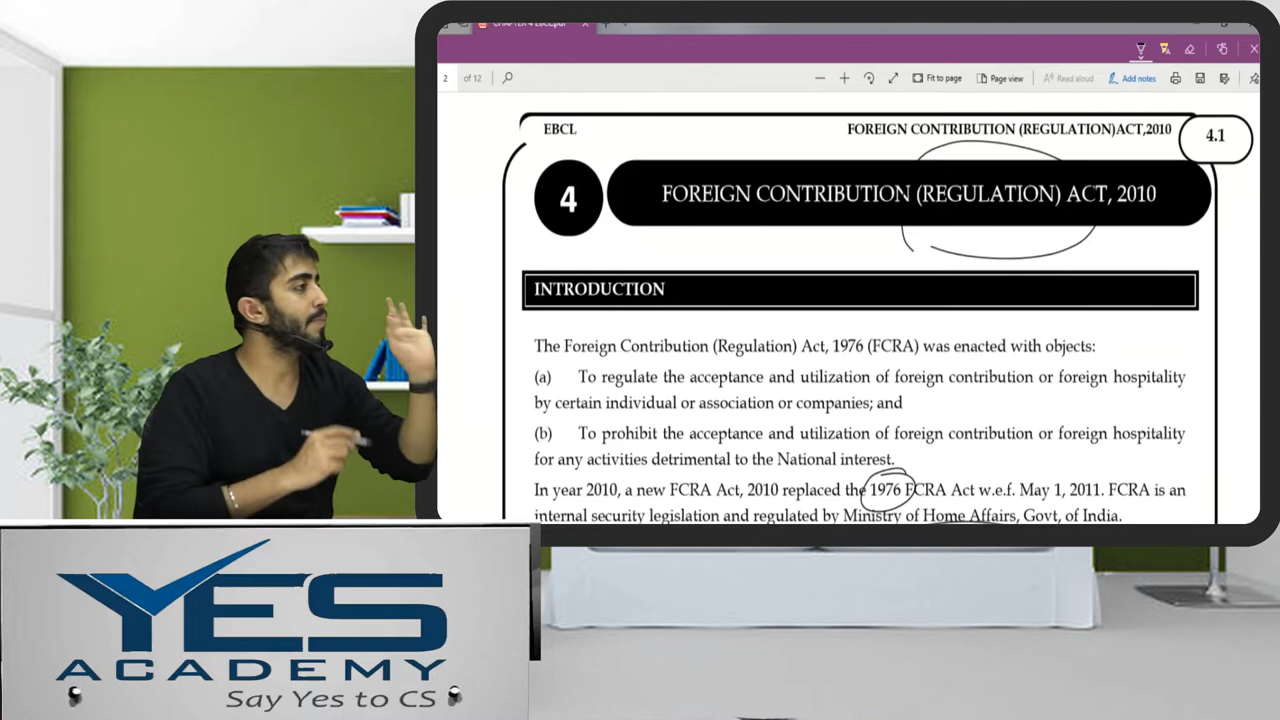 2 of 12
Fit to page
Page view
Read aloud
Add notes
EBCL
FOREIGN CONTRIBUTION (REGULATION)ACT,2010
4.1
4
FOREIGN CONTRIBUTION (REGULATION) ACT, 2010
INTRODUCTION
The Foreign Contribution (Regulation) Act, 1976 (FCRA) was enacted with objects:
(a) To regulate the acceptance and utilization of foreign contribution or foreign hospitality
by certain individual or association or companies; and
(b) To prohibit the acceptance and utilization of foreign contribution or foreign hospitality
for any activities detrimental to the National interest.
In year 2010, a new FCRA Act, 2010 replaced the 1976 FCRA Act w.e.f. May 1, 2011. FCRA is an
internal security legislation and regulated by Ministry of Home Affairs, Govt, of India.
YES
ACADEMY
Say Yes to CS